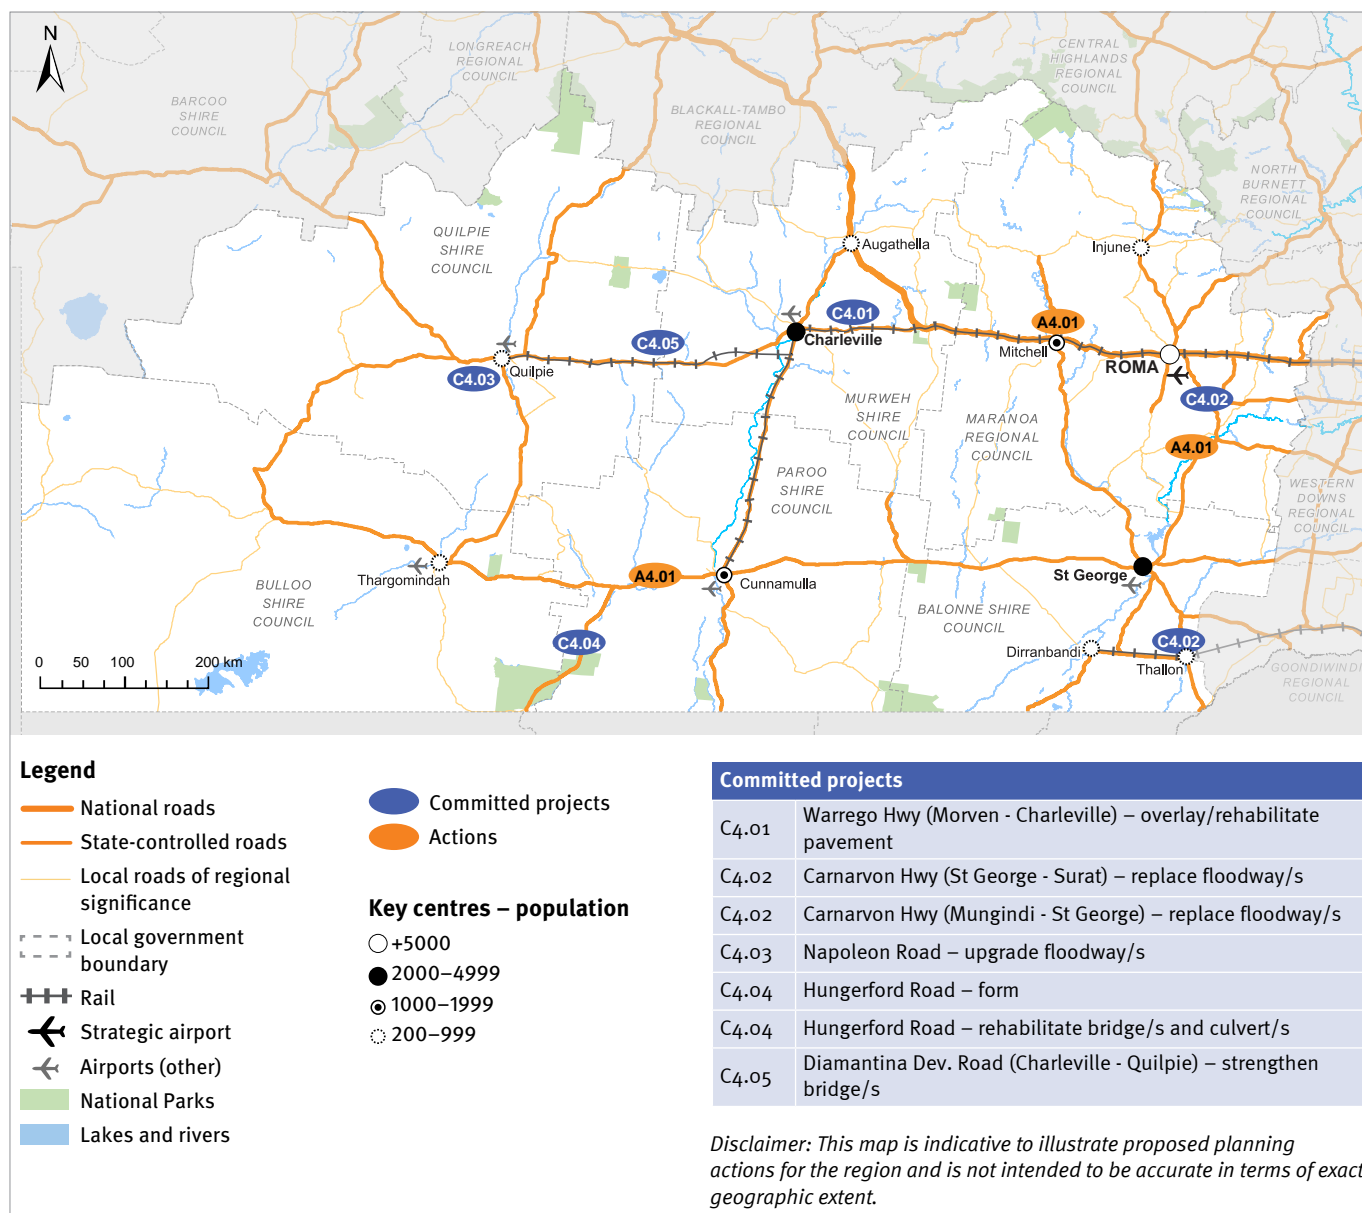 N
LONGREACH
REGIONAL
COUNCIL
CENTRAL
HIGHLANDS
REGIONAL
COUNCIL
BARCOO
SHIRE
COUNCIL
BLACKALL-TAMBO
REGIONAL
COUNCIL
NORTH
BURNETT
REGIONAL
COUNCIL
QUILPIE
SHIRE
COUNCIL
Augathella
Injune
C4.01
A4.01
Charleville
C4.05
Mitchell
ROMA
C4.03
Quilpie
C4.02
MURWEH
SHIRE
COUNCIL
MARANOA
REGIONAL
COUNCIL
A4.01
PAROO
SHIRE
COUNCIL
WESTERN
DOWNS
REGIONAL
COUNCIL
Thargomindah
A4.01
Cunnamulla
St George
BULLOO
SHIRE
COUNCIL
BALONNE SHIRE
COUNCIL
C4.04
C4.02
Dirranbandi
Thallon
GOONDIWINDI
REGIONAL
COUNCIL
0 50 100 200 km
Legend
National roads
State-controlled roads
Local roads of regional
significance
Local government
boundary
Rail
Strategic airport
Airports (other)
National Parks
Lakes and rivers
Committed projects
Actions
Key centres – population
+5000
2000–4999
1000–1999
200–999
Committed projects
C4.01 Warrego Hwy (Morven - Charleville) – overlay/rehabilitate
pavement
C4.02 Carnarvon Hwy (St George - Surat) – replace floodway/s
C4.02 Carnarvon Hwy (Mungindi - St George) – replace floodway/s
C4.03 Napoleon Road – upgrade floodway/s
C4.04 Hungerford Road – form
C4.04 Hungerford Road – rehabilitate bridge/s and culvert/s
C4.05 Diamantina Dev. Road (Charleville - Quilpie) – strengthen
bridge/s
Disclaimer: This map is indicative to illustrate proposed planning
actions for the region and is not intended to be accurate in terms of exact
geographic extent.